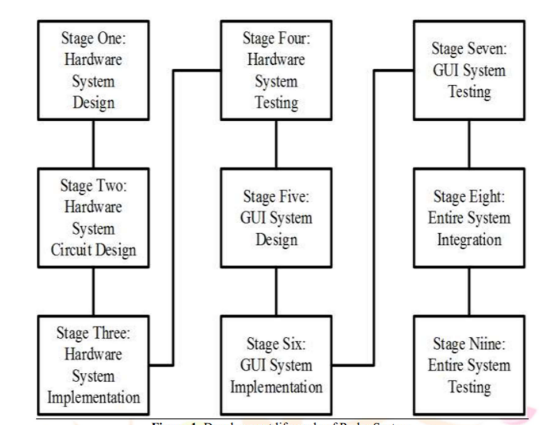 Stage One:
Hardware
System
Design
Stage Two:
Hardware
System
Circuit Design
Stage Three:
Hardware
System
Implementation
Stage Four:
Hardware
System
Testing
Stage Five:
GUI System
Design
Stage Six:
GUI System
Implementation
Stage Seven:
GUI System
Testing
Stage Eight:
Entire System
Integration
Stage Niine:
Entire System
Testing